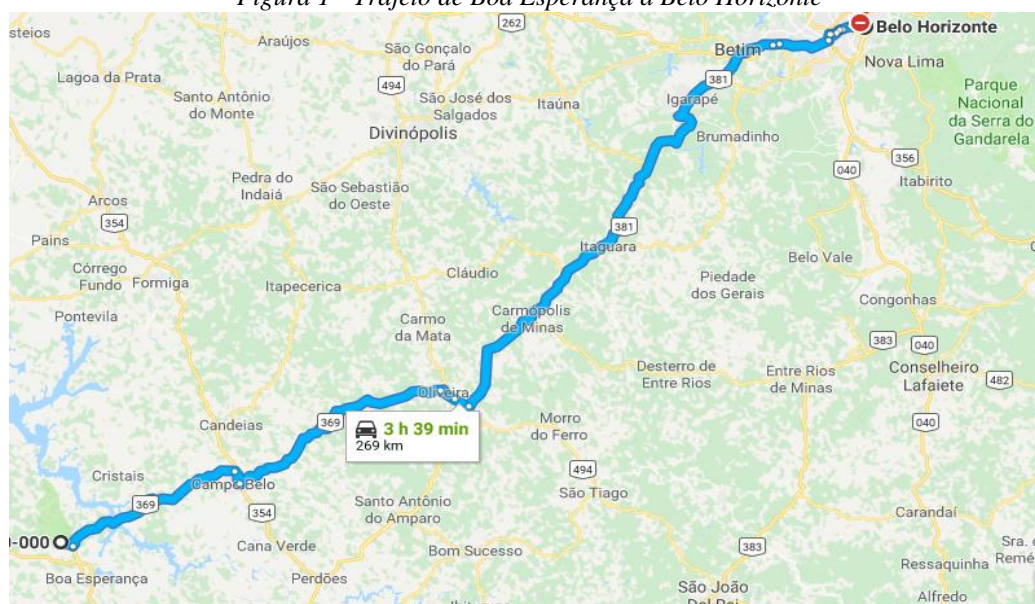 Figura 1 - Trajeto de Boa Esperança a Belo Horizonte
262
Belo Horizonte
steios
Araújos
São Gonçalo
do Pará
Betim
Nova Lima
Lagoa da Prata
494
381
Parque
Nacional
da Serra do
Gandarela
Santo Antônio
do Monte
São José dos
Salgados
Itaúna
Igarapé
Divinópolis
Brumadinho
356
040
Itabirito
Pedra do
Indaiá
São Sebastião
do Oeste
Arcos
354
381
Pains
Itaguara
Belo Vale
Córrego
Fundo
Formiga
Itapecerica
Cláudio
Piedade
dos Gerais
Congonhas
Pontevila
Carmo
da Mata
Carmópolis
de Minas
383
040
Desterro de
Entre Rios
Entre Rios
de Minas
Conselheiro
Lafaiete
482
Oliveira
369
3 h 39 min
269 km
Candeias
Morro
do Ferro
040
Cristais
Campo Belo
494
369
São Tiago
Santo Antônio
do Amparo
354
Carandaí
-000
Cana Verde
Bom Sucesso
383
Sra.
Remé
Boa Esperança
Perdões
Ressaquinha
São João
Del Rei
Alfredo